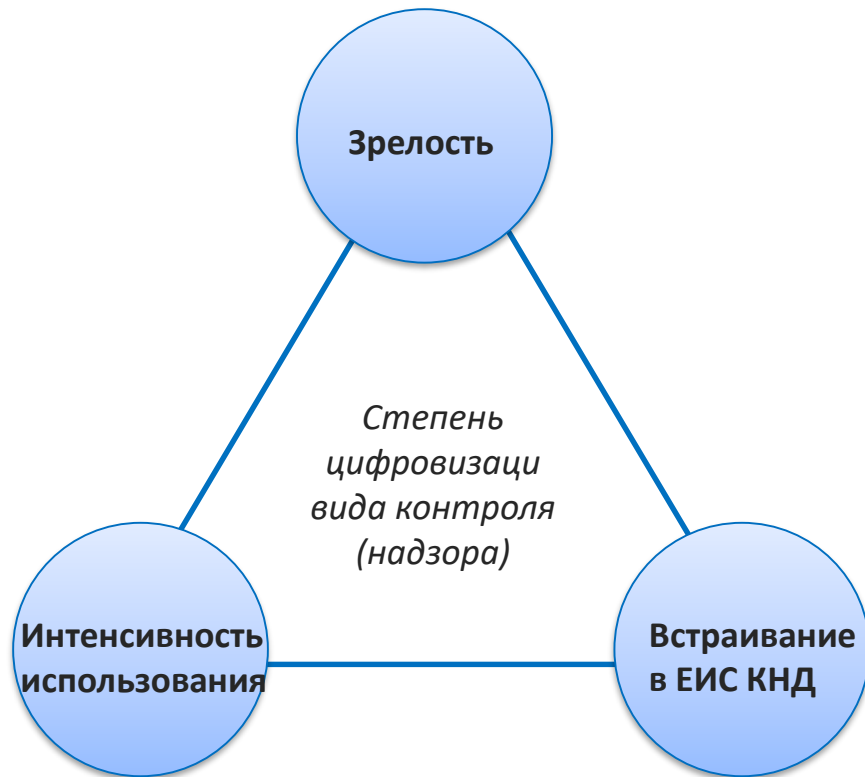 Зрелость
Степень
цифровизаци
вида контроля
(надзора)
Интенсивность
использования
Встраивание
в ЕИС КНД